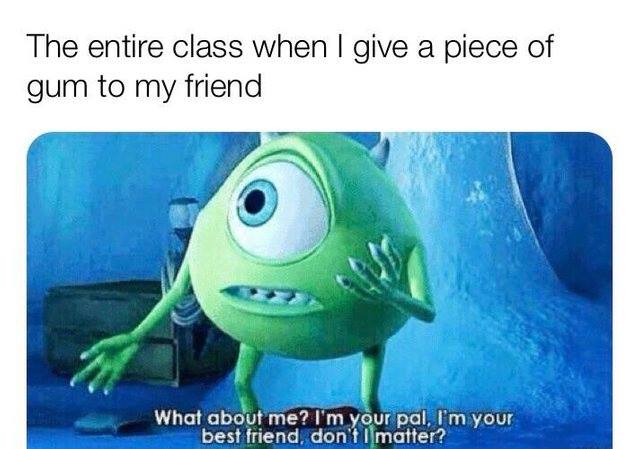 The entire class when I give a piece of
gum to my friend
What about me? I'm your pal, I'm your
best friend, don't I matter?